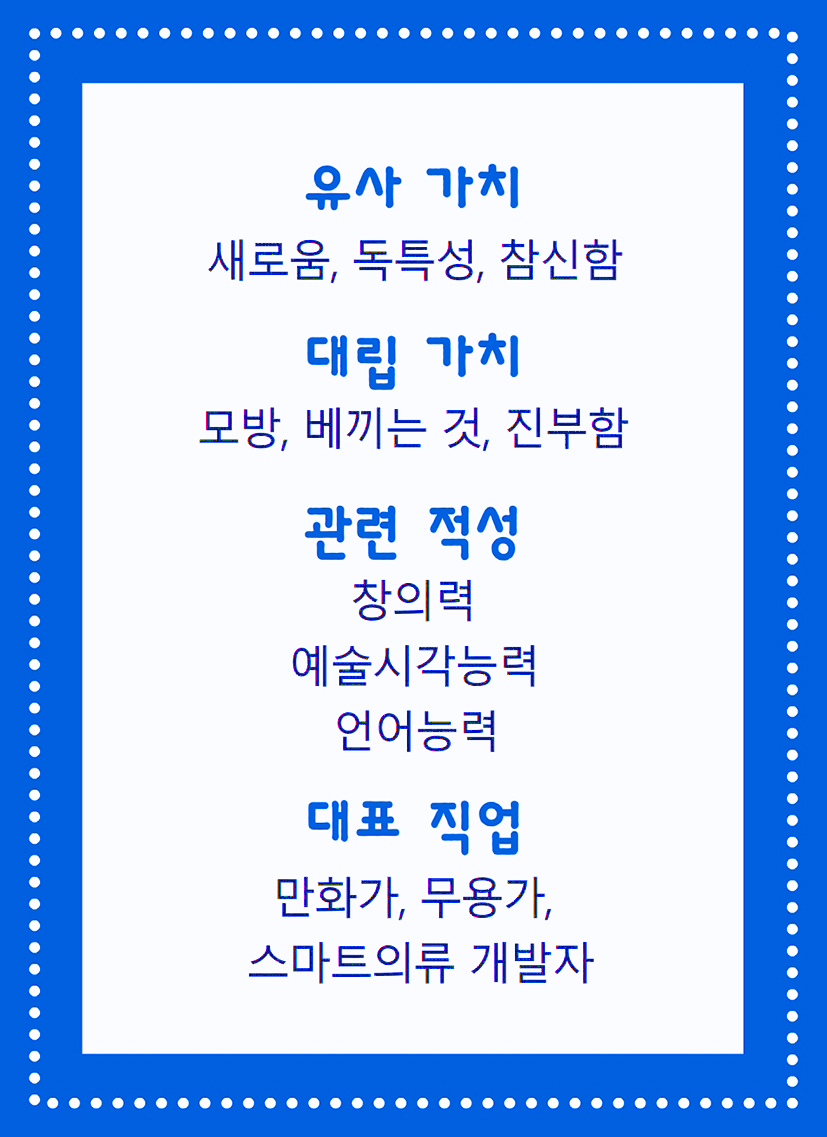 유사 가치
새로움, 독특성, 참신함
대립 가치
모방, 베끼는 것, 진부함
관련 적성
창의력
예술시각능력
언어능력
대표 직업
만화가, 무용가,
스마트의류 개발자